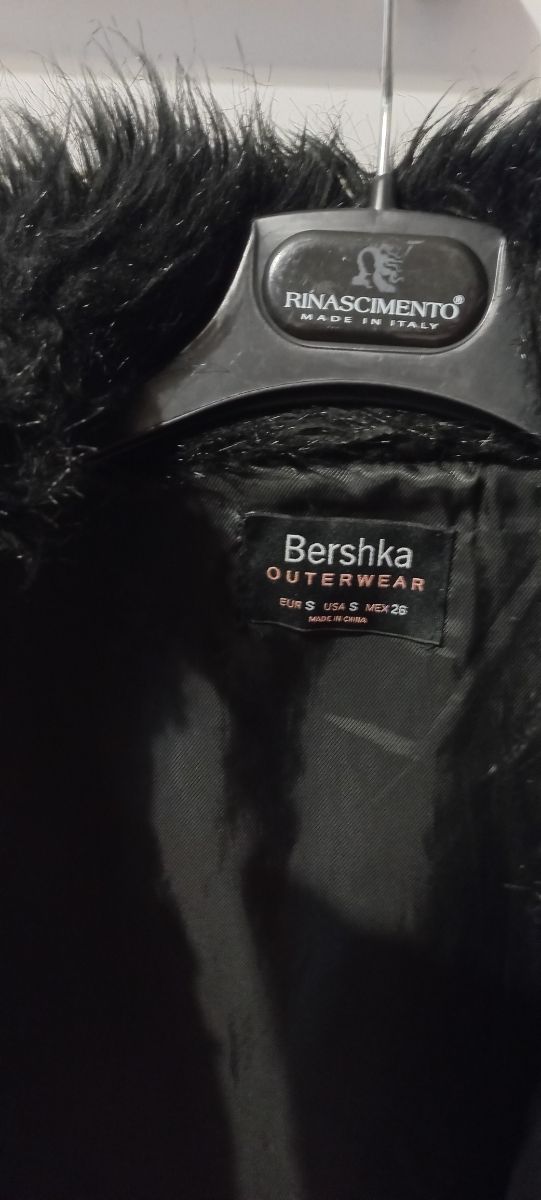 RINASCIMENTO®
MADE IN ITALY
Bershka
OUTERWEAR
EUR S USA S MEX 26
MADE IN CHINA